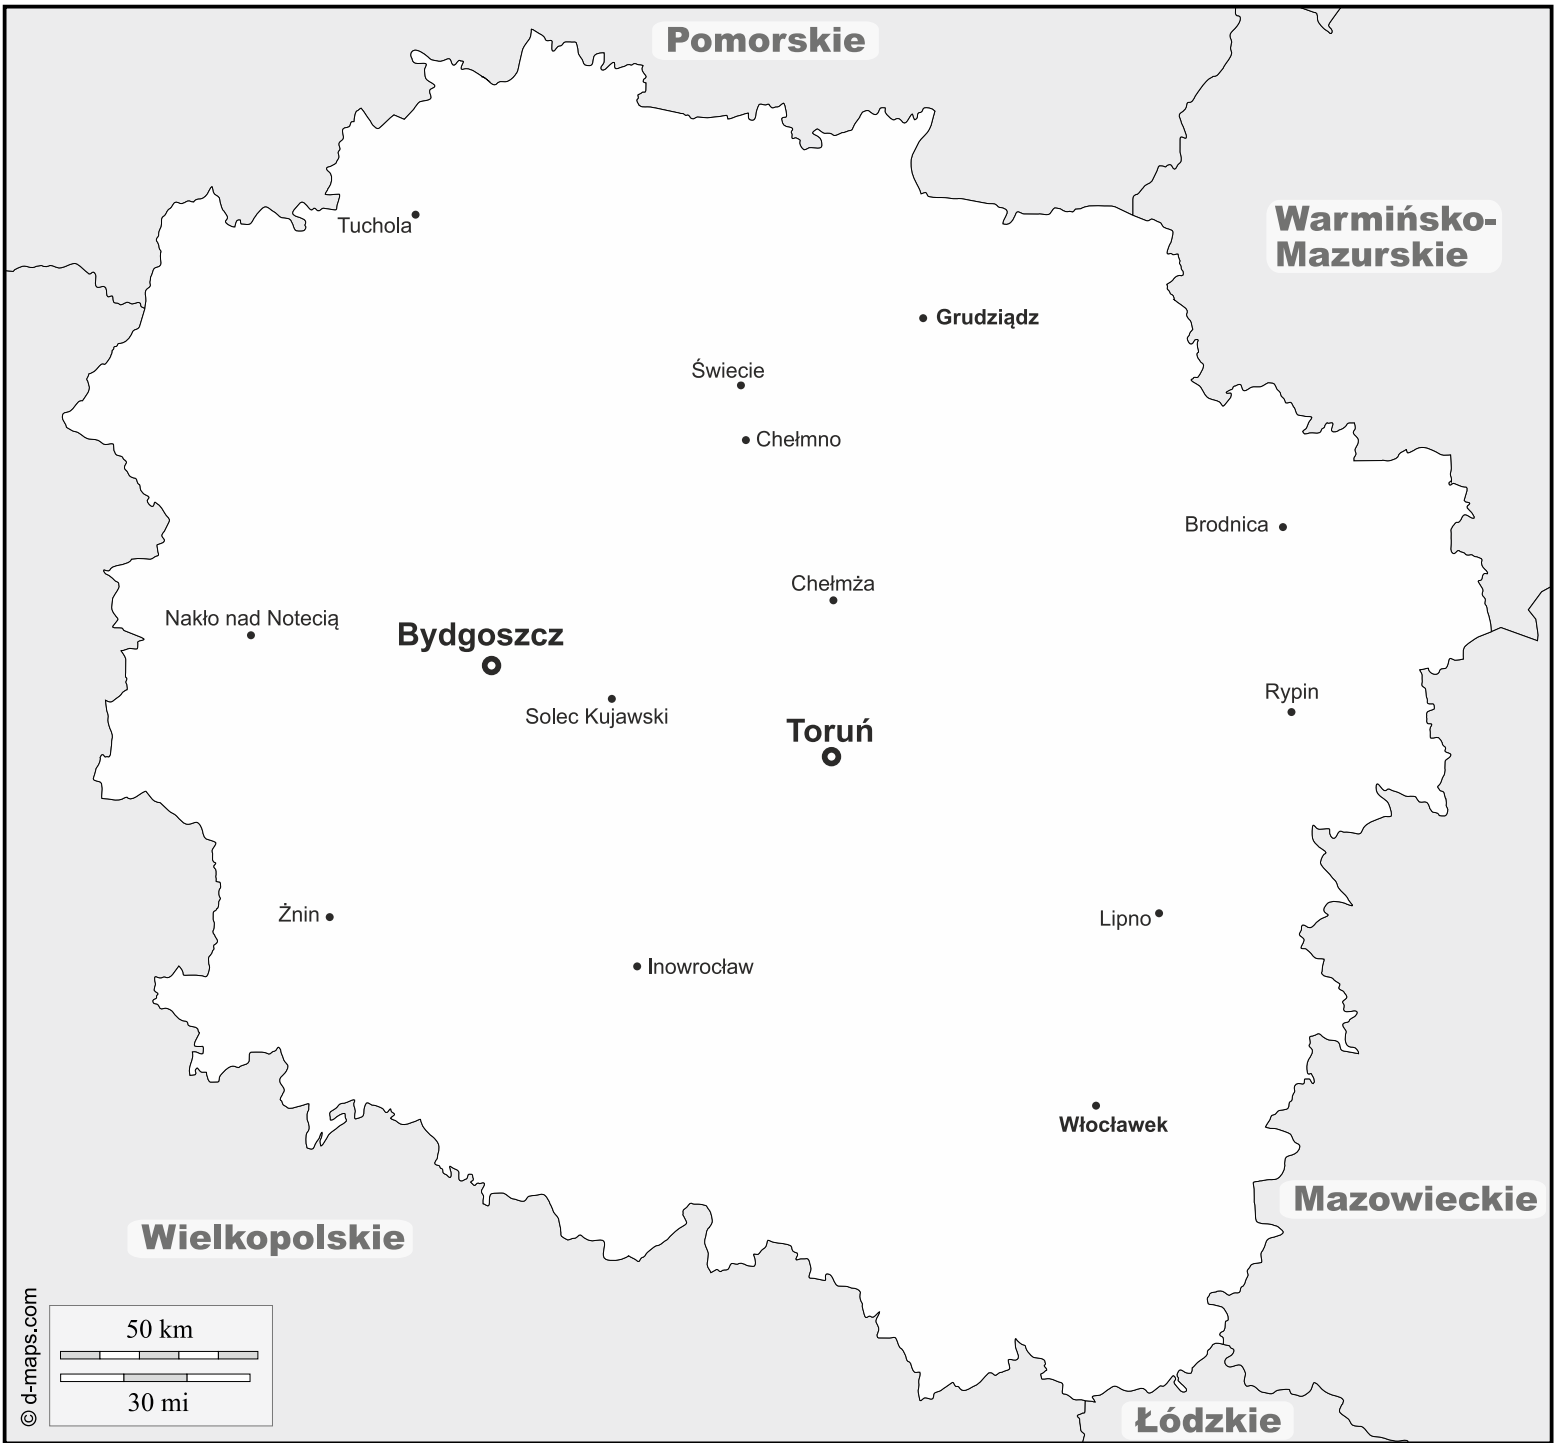 Pomorskie
Warmińsko-
Mazurskie
Tuchola
Grudziądz
Świecie
Chełmno
Brodnica
Chełmża
Nakło nad Notecią
Bydgoszcz
Rypin
Solec Kujawski
Toruń
Żnin
Lipno
Inowrocław
Włocławek
Mazowieckie
Wielkopolskie
© d-maps.com
50 km
30 mi
Łódzkie